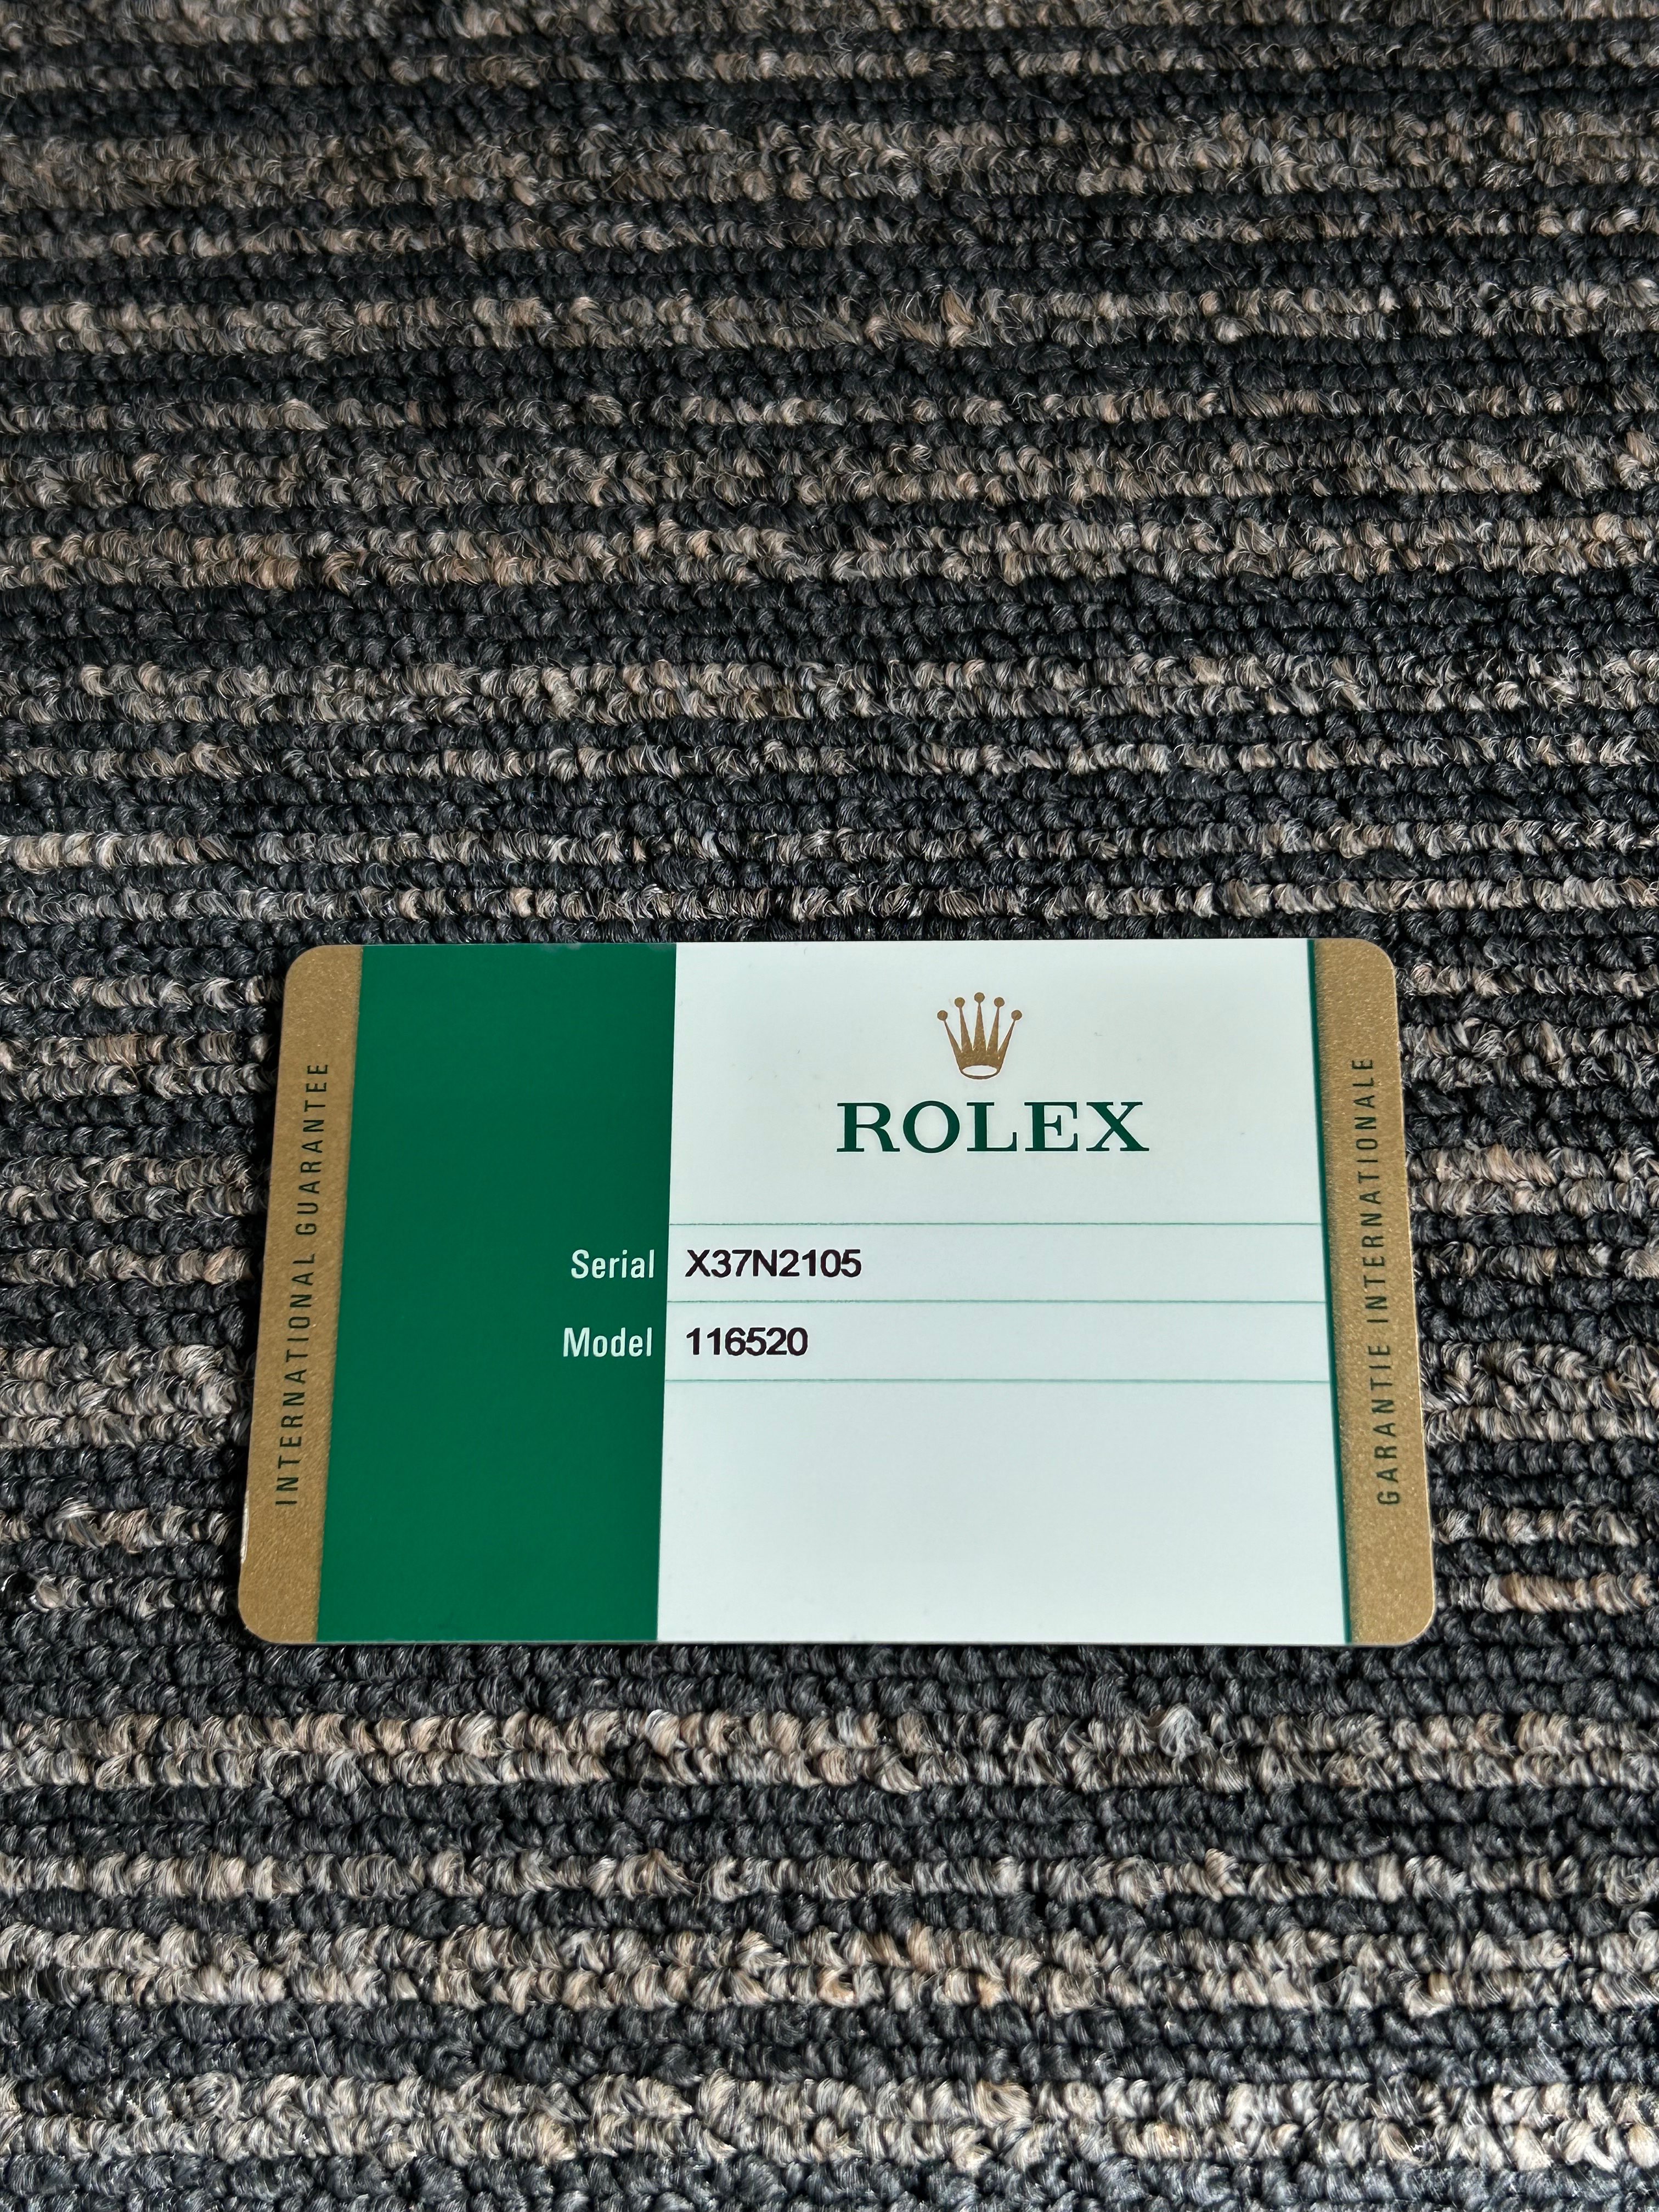 INTERNATIONAL GUARANTEE
ROLEX
Serial X37N2105
Model 116520
GARANTIE INTERNATIONALE